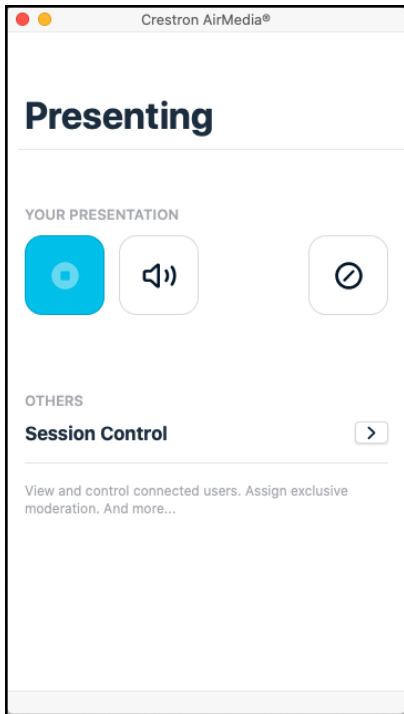 Crestron AirMedia®
Presenting
YOUR PRESENTATION
OTHERS
Session Control
View and control connected users. Assign exclusive
moderation. And more...